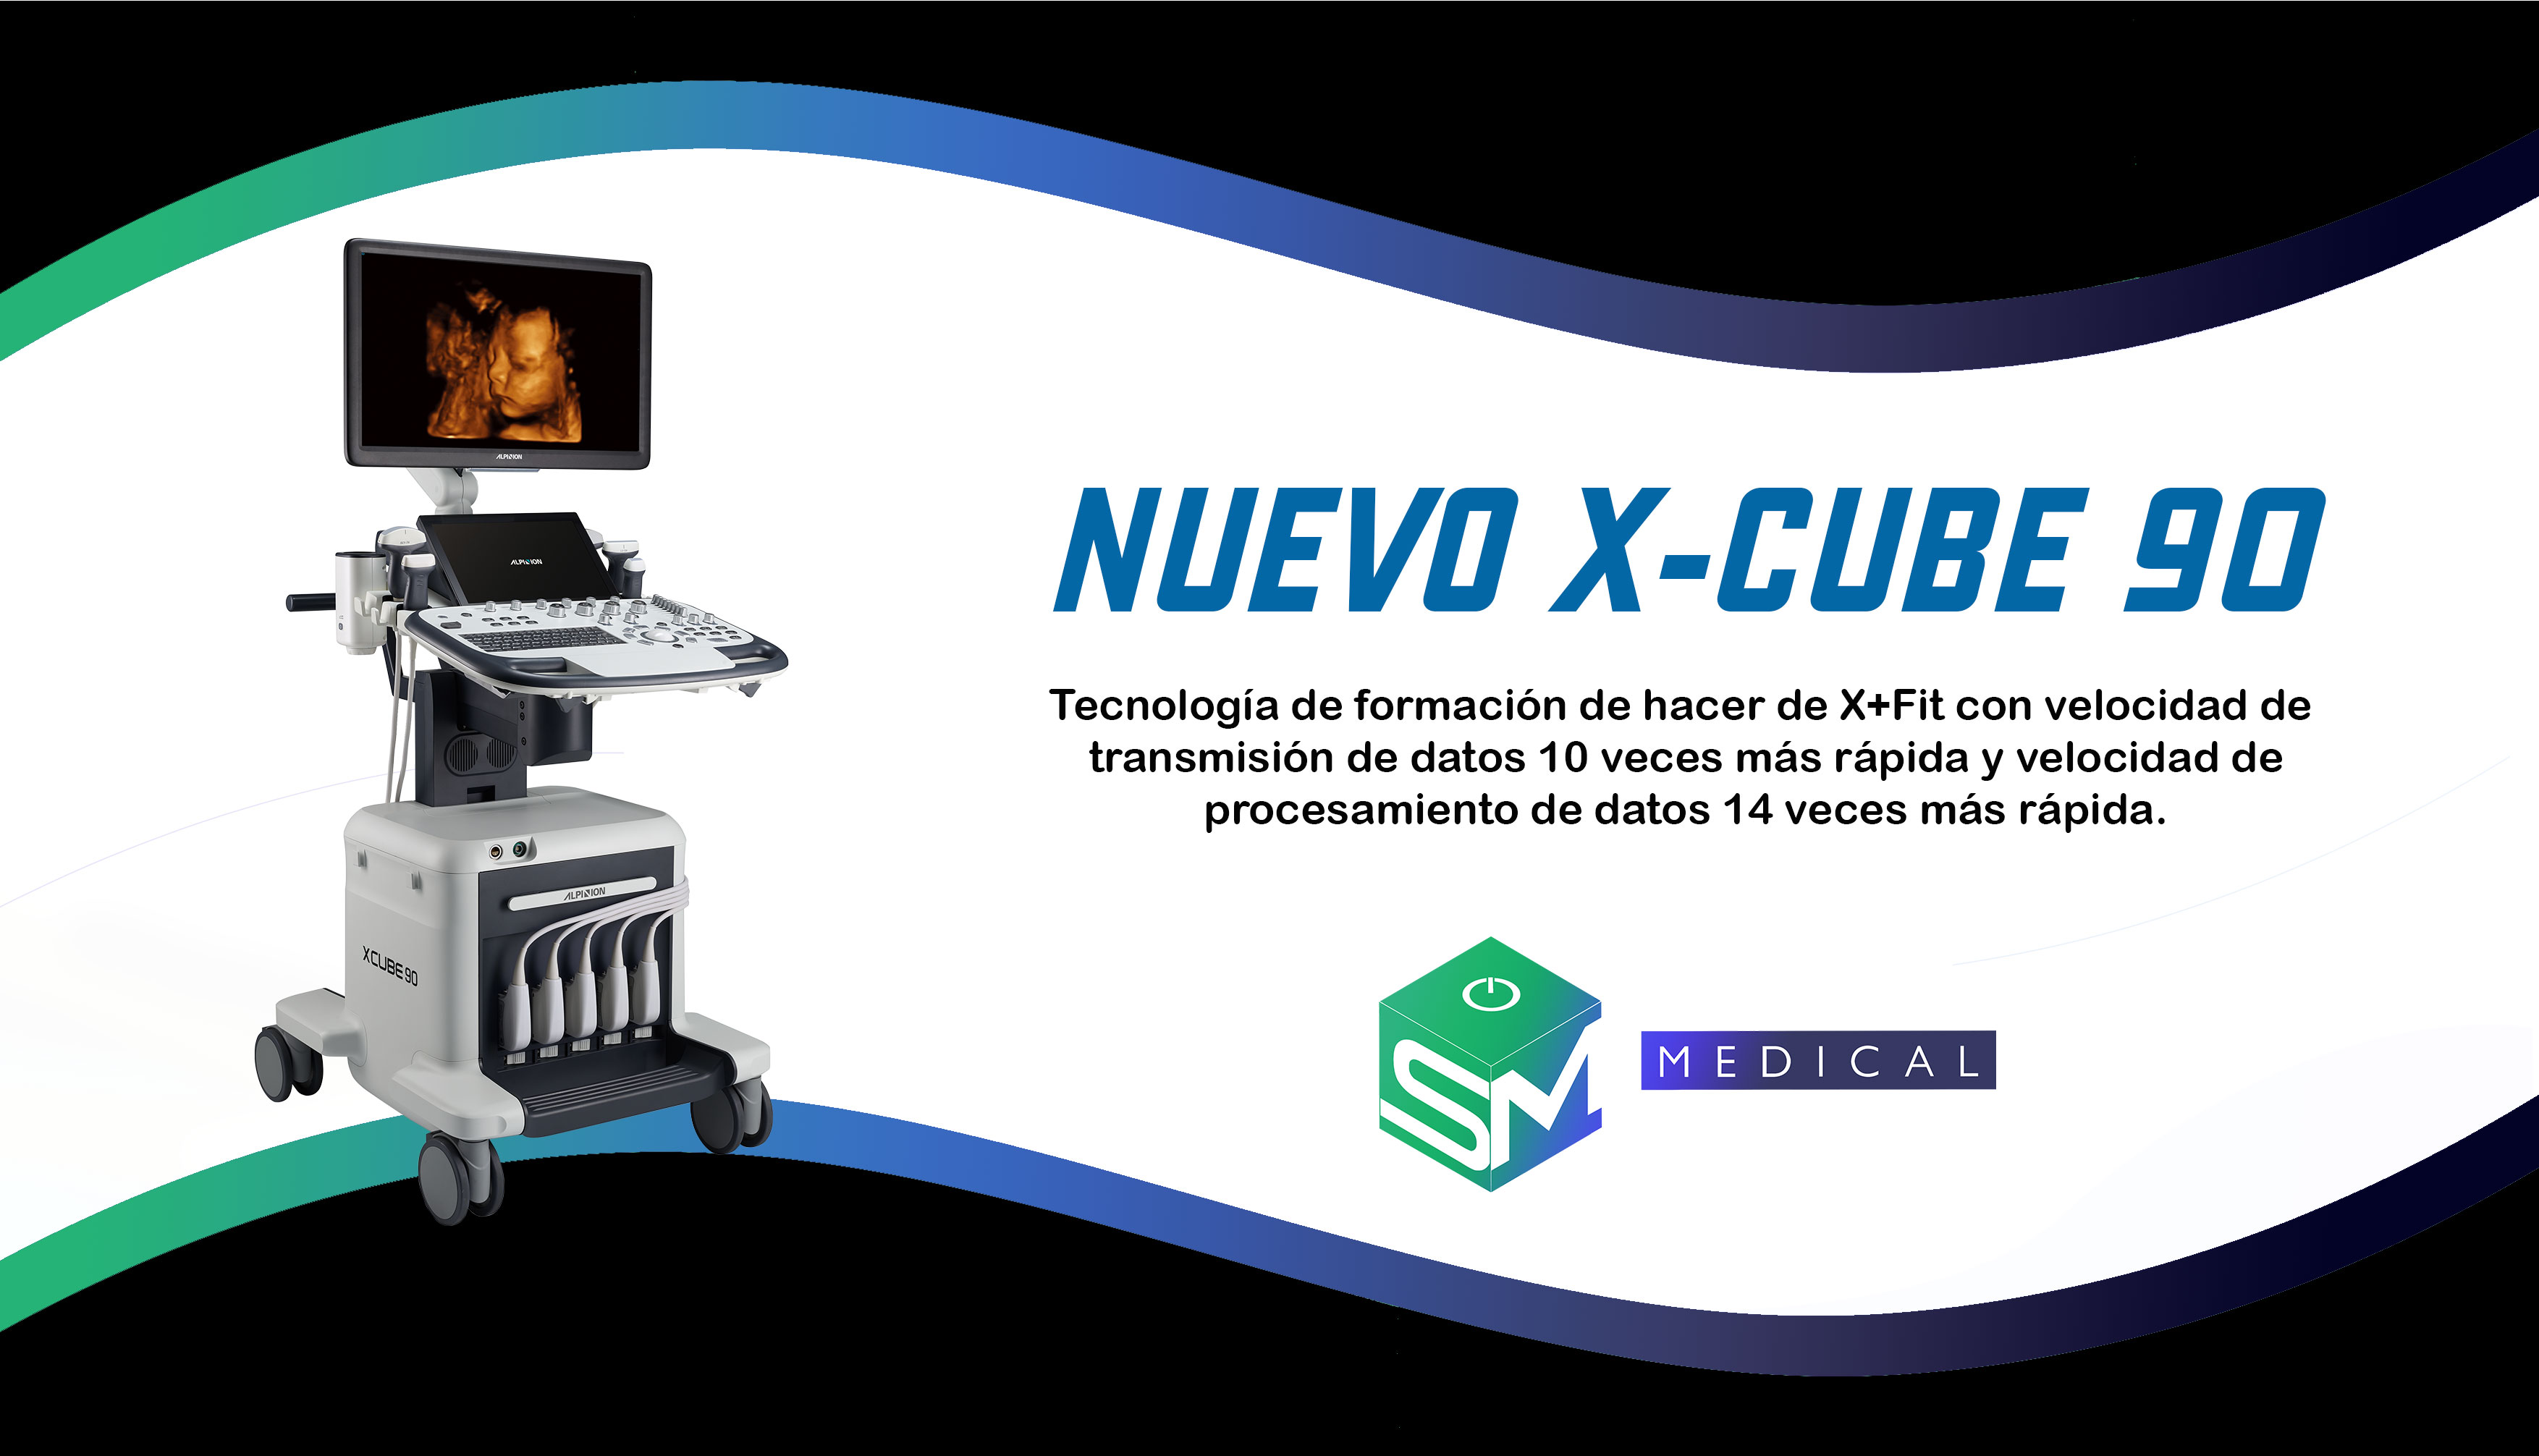 ALPINION
ALPINION
NUEVO X-CUBE 90
Tecnología de formación de hacer de X+Fit con velocidad de
transmisión de datos 10 veces más rápida y velocidad de
procesamiento de datos 14 veces más rápida.
ALPINION
X CUBE 90
SM
MEDICAL